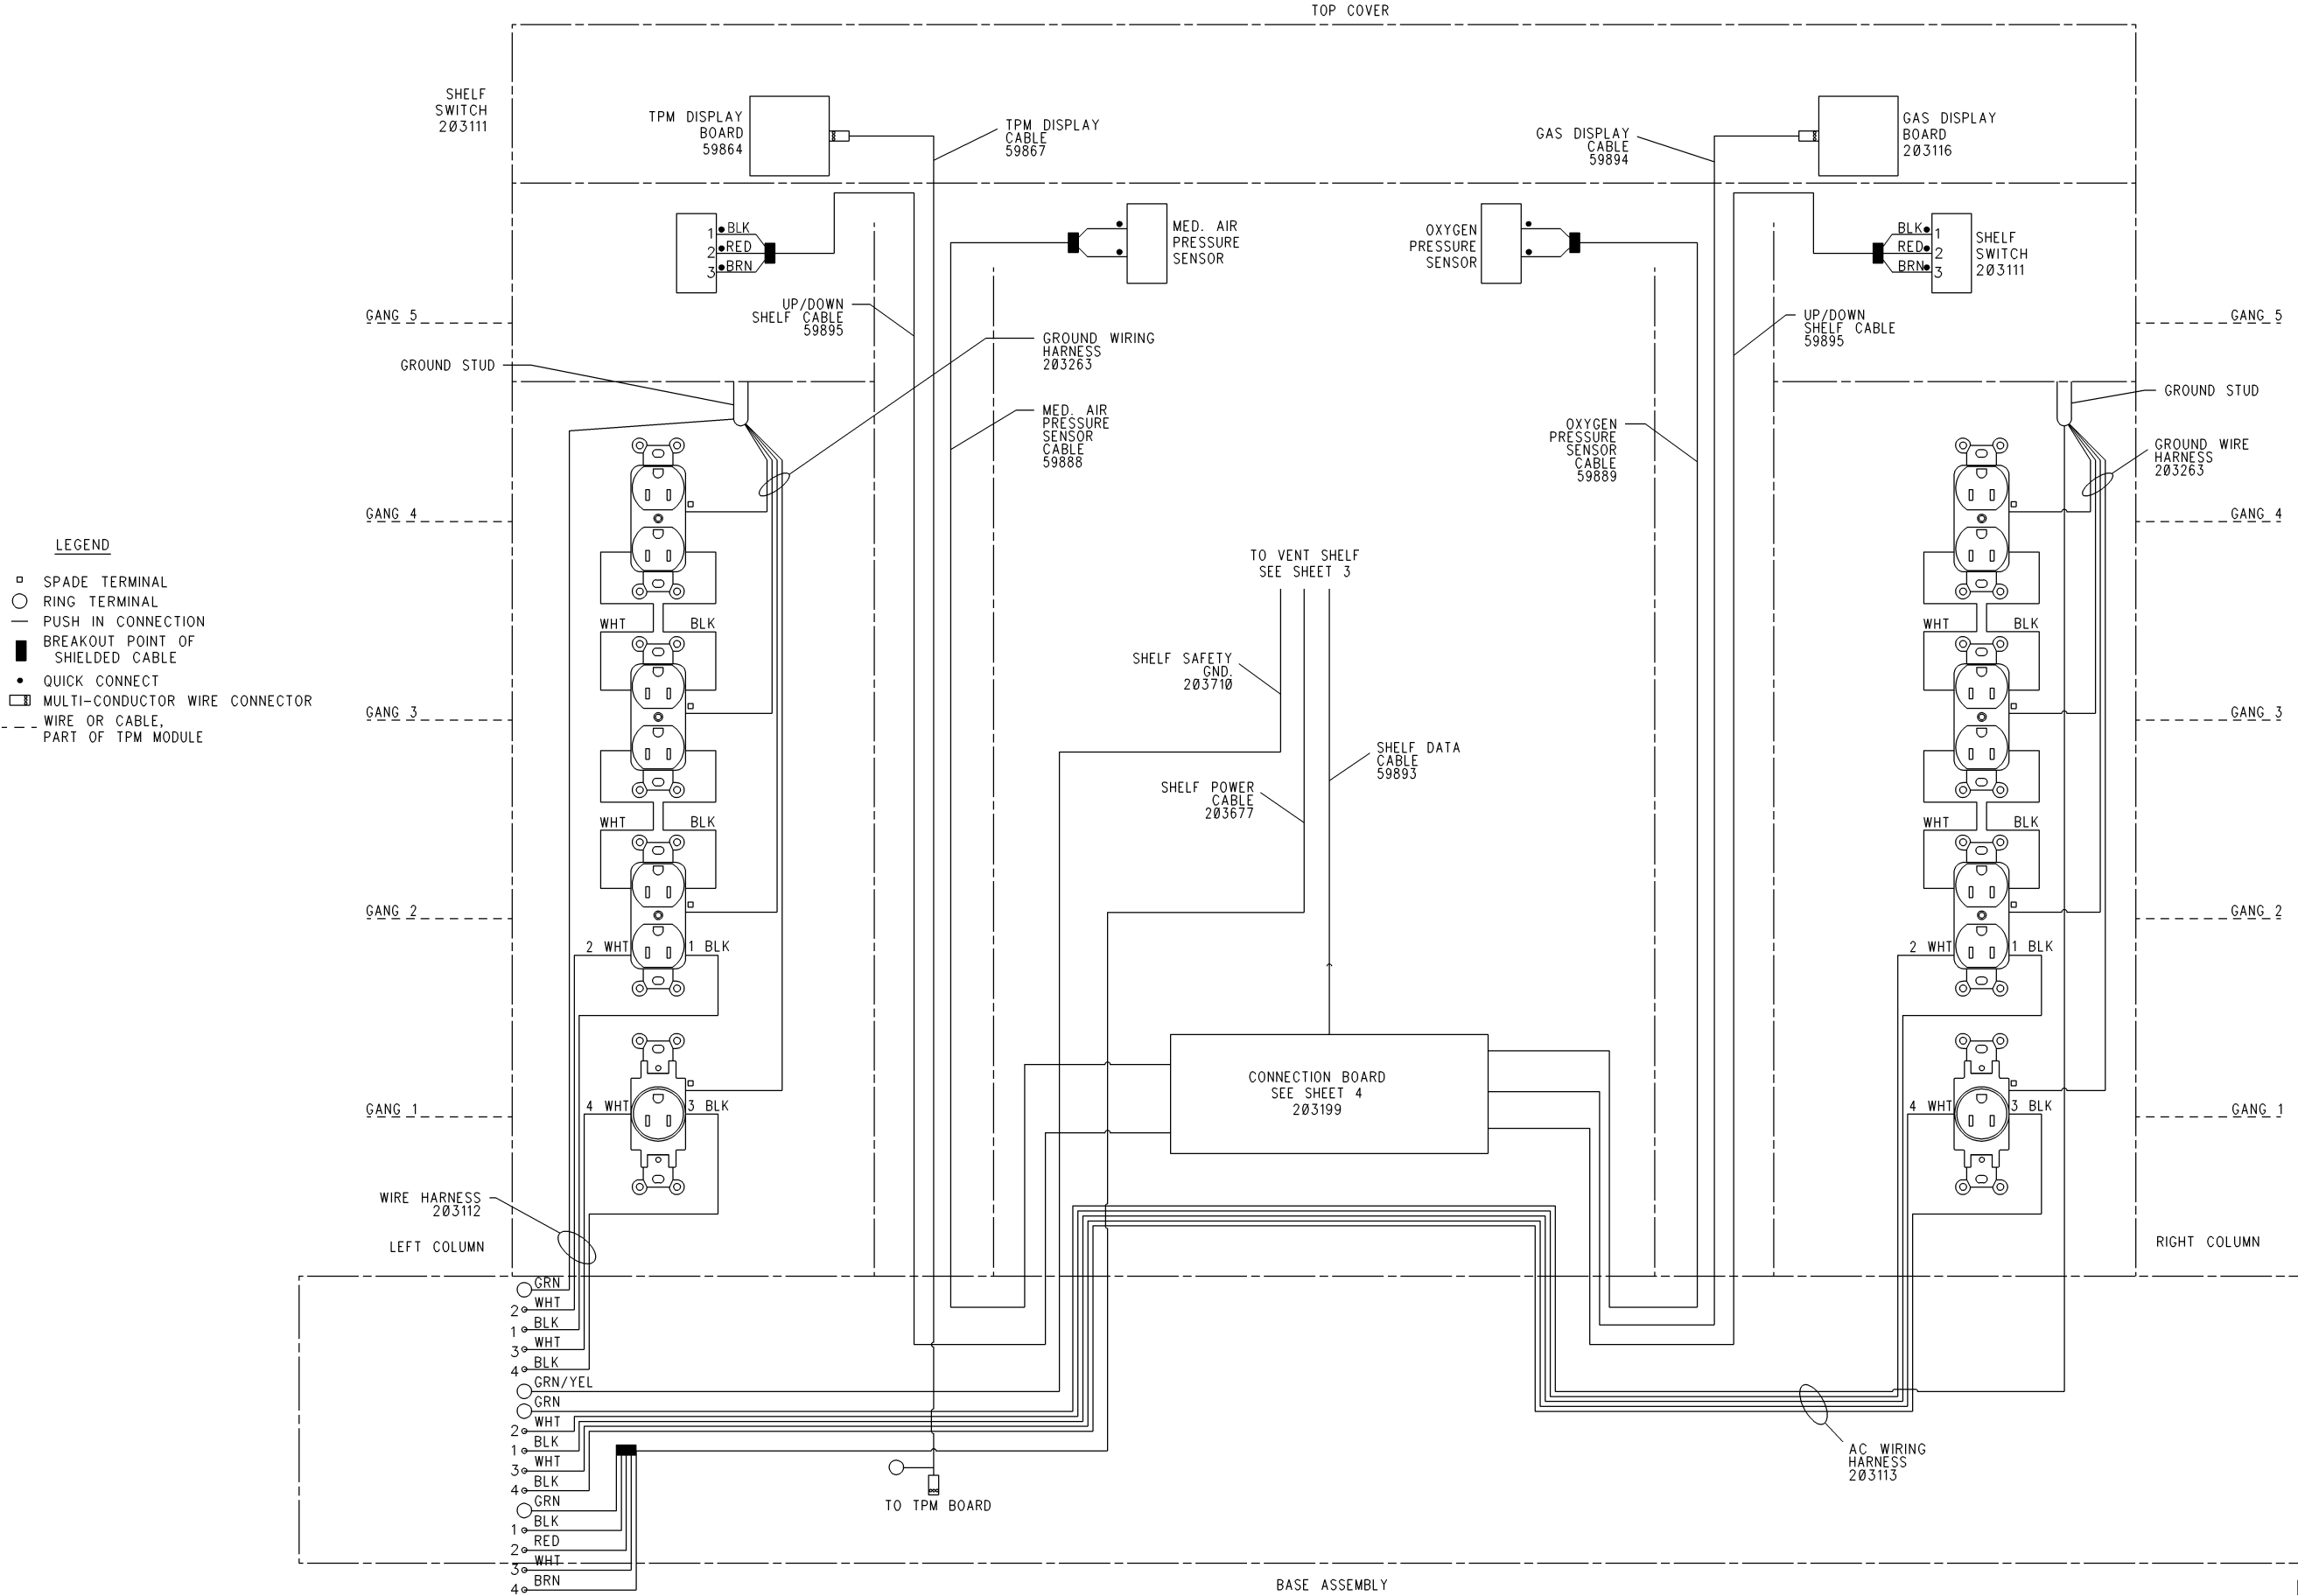 TOP COVER
SHELF
SWITCH
203111
TPM DISPLAY
BOARD
59864
TPM DISPLAY
CABLE
59867
GAS DISPLAY
CABLE
59894
GAS DISPLAY
BOARD
203116
1 BLK
2 RED
3 BRN
MED. AIR
PRESSURE
SENSOR
OXYGEN
PRESSURE
SENSOR
BLK 1
RED 2
BRN 3
SHELF
SWITCH
203111
UP/DOWN
SHELF CABLE
59895
UP/DOWN
SHELF CABLE
59895
GANG 5
GANG 5
GROUND STUD
GROUND WIRING
HARNESS
203263
GROUND STUD
MED. AIR
PRESSURE
SENSOR
CABLE
59888
OXYGEN
PRESSURE
SENSOR
CABLE
59889
GROUND WIRE
HARNESS
203263
GANG 4
GANG 4
LEGEND
SPADE TERMINAL
RING TERMINAL
PUSH IN CONNECTION
BREAKOUT POINT OF
SHIELDED CABLE
QUICK CONNECT
MULTI-CONDUCTOR WIRE CONNECTOR
WIRE OR CABLE,
PART OF TPM MODULE
TO VENT SHELF
SEE SHEET 3
WHT BLK
WHT BLK
SHELF SAFETY
GND.
203710
GANG 3
GANG 3
SHELF DATA
CABLE
59893
SHELF POWER
CABLE
203677
WHT BLK
WHT BLK
GANG 2
GANG 2
2 WHT 1 BLK
2 WHT 1 BLK
CONNECTION BOARD
SEE SHEET 4
203199
GANG 1
GANG 1
4 WHT 3 BLK
4 WHT 3 BLK
WIRE HARNESS
203112
LEFT COLUMN
RIGHT COLUMN
GRN
2 WHT
1 BLK
3 WHT
4 BLK
GRN/YEL
GRN
2 WHT
1 BLK
3 WHT
4 BLK
GRN
1 BLK
2 RED
3 WHT
4 BRN
AC WIRING
HARNESS
203113
TO TPM BOARD
BASE ASSEMBLY